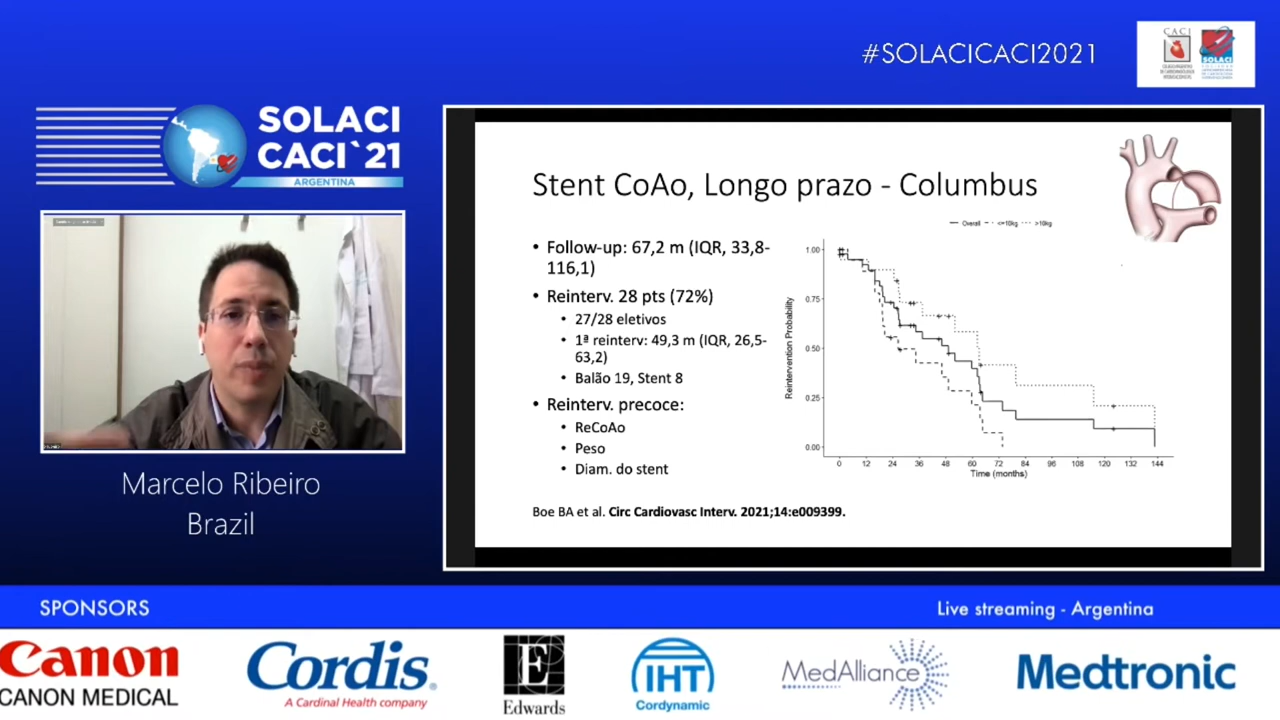 #SOLACICACI2021
CACI
SOLACI
SOLACI
CACI`21
ARGENTINA
Marcelo Ribeiro
Brazil
Stent CoAo, Longo prazo - Columbus
• Follow-up: 67,2 m (IQR, 33,8-
116,1)
• Reinterv. 28 pts (72%)
• 27/28 eletivos
• 1ª reinterv: 49,3 m (IQR, 26,5-
63,2)
• Balão 19, Stent 8
• Reinterv. precoce:
• ReCoAo
• Peso
• Diam. do stent
Boe BA et al. Circ Cardiovasc Interv. 2021;14:e009399.
Overall <=10kg >10kg
Reintervention Probability
1.00
0.75
0.50
0.25
0.00
0 12 24 36 48 60 72 84 96 108 120 132 144
Time (months)
SPONSORS
Live streaming - Argentina
Canon
CANON MEDICAL
Cordis®
A Cardinal Health company
E
Edwards
IHT
Cordynamic
MedAlliance
Medtronic